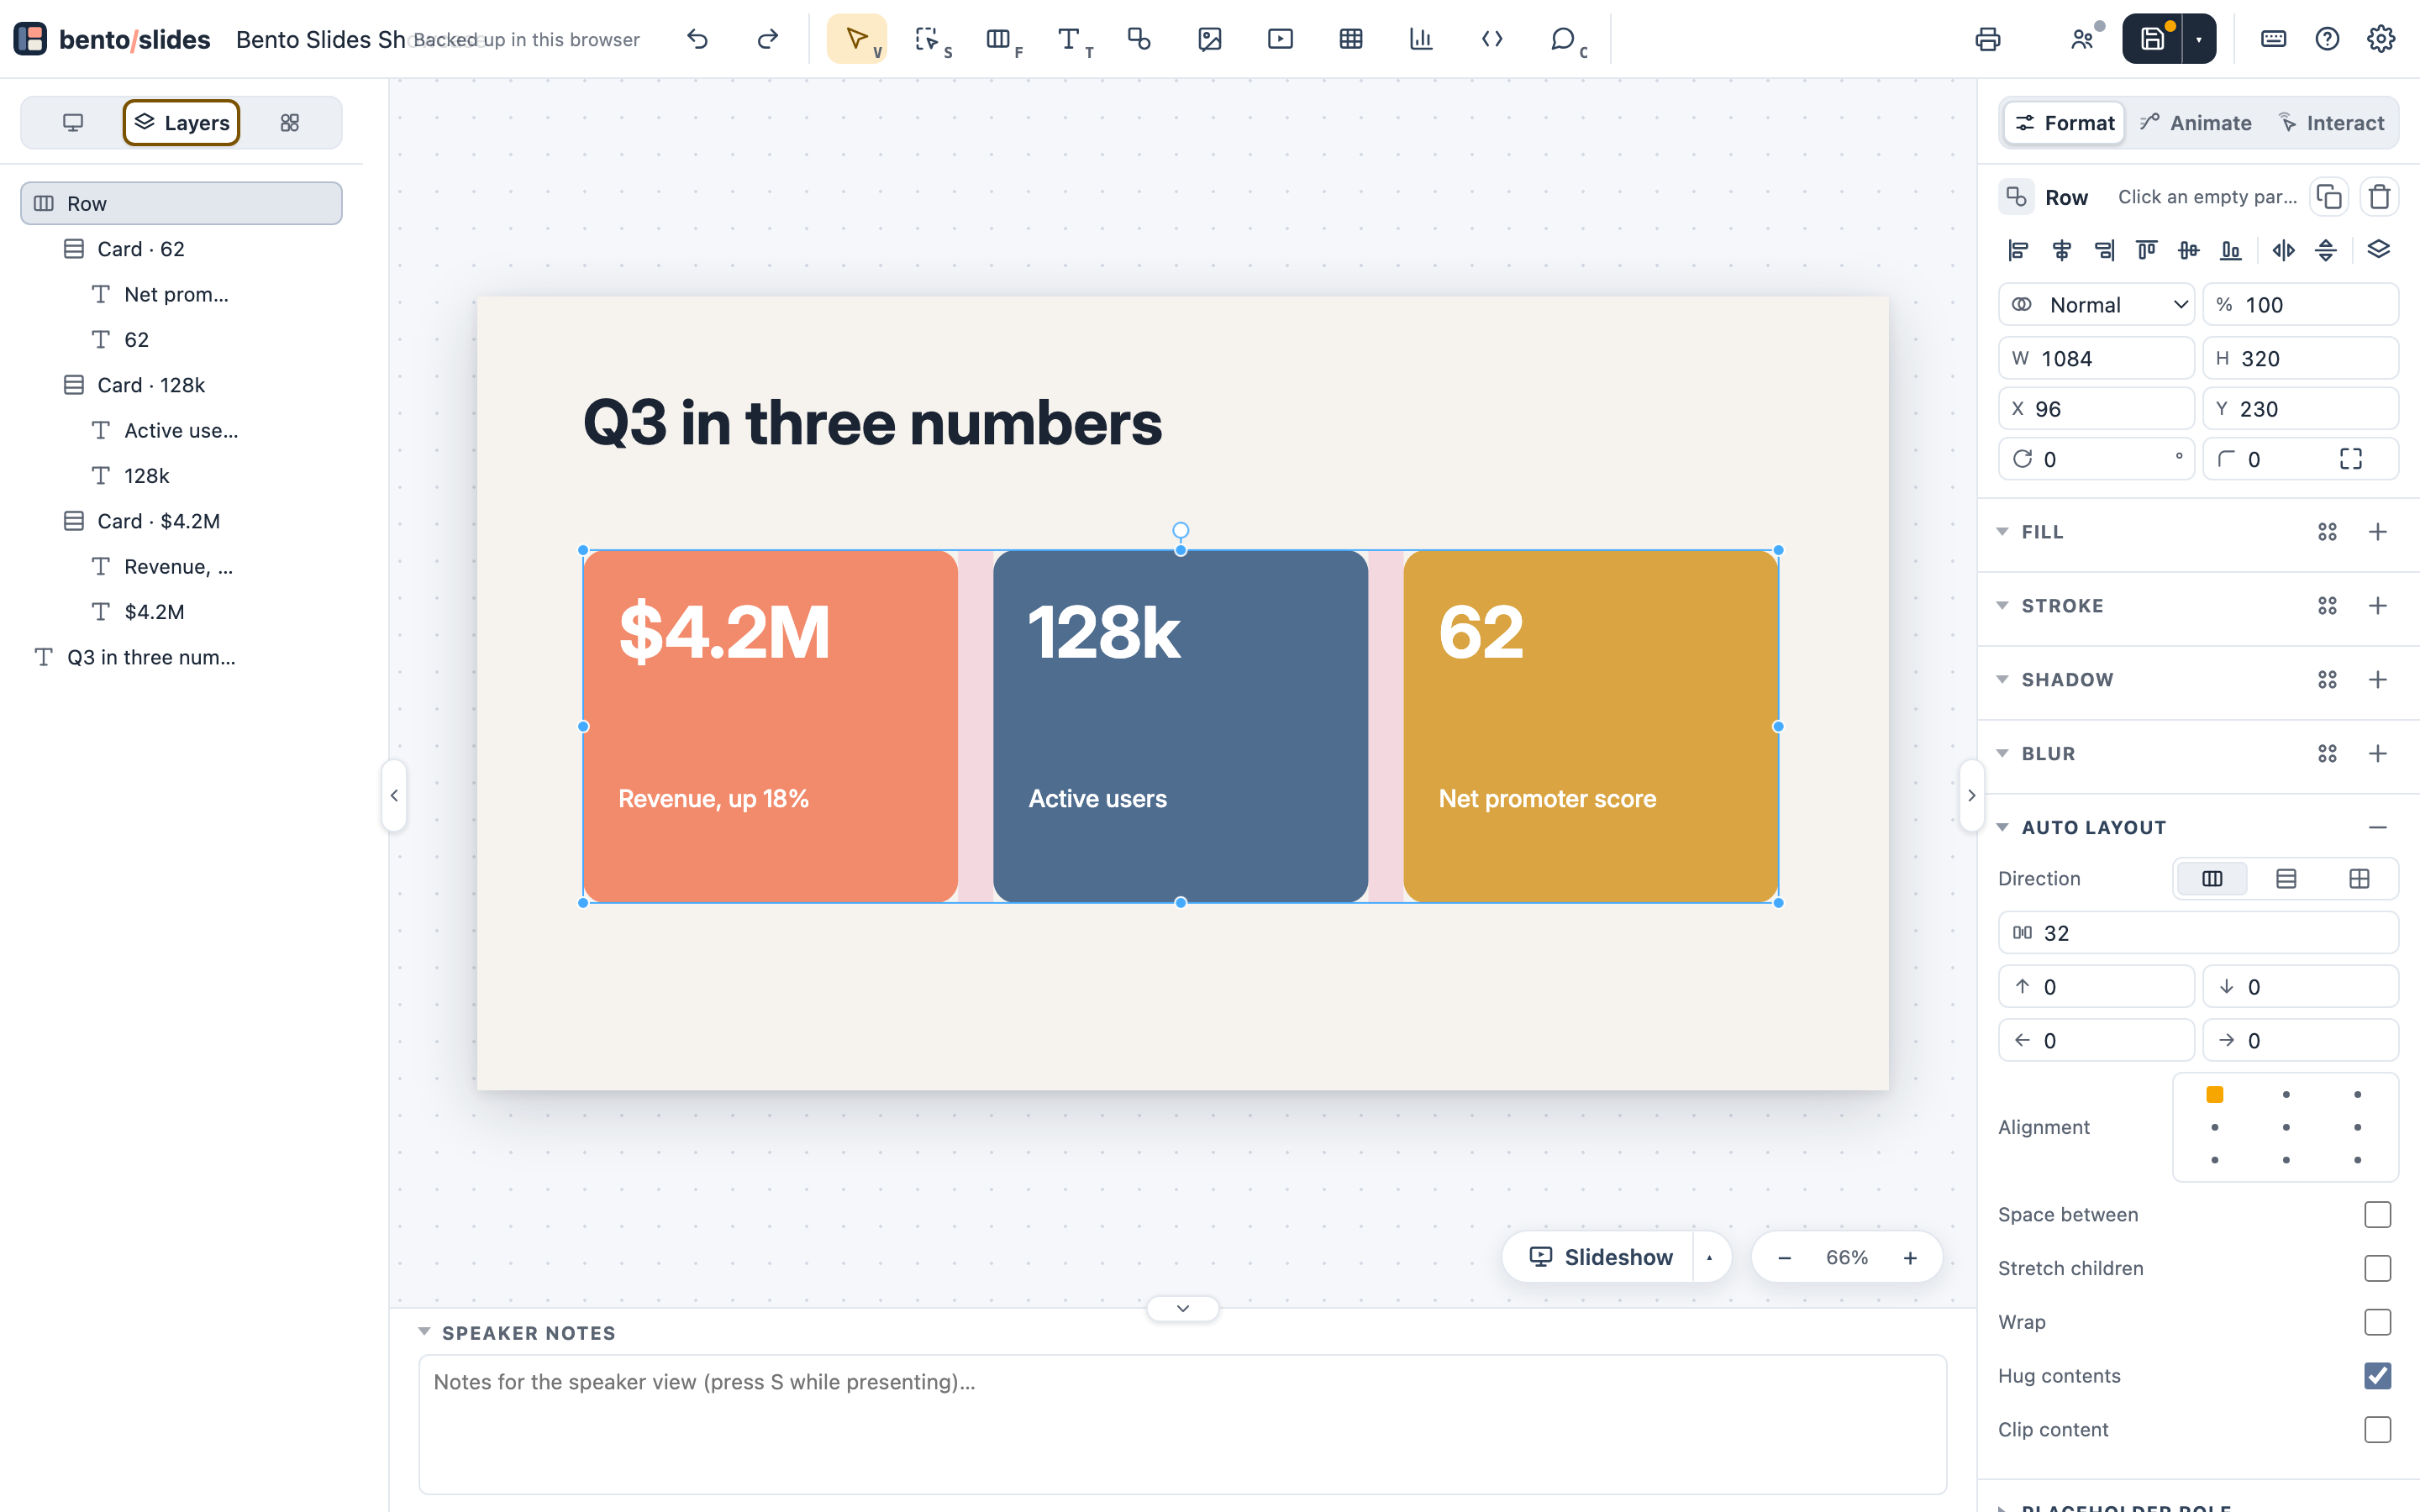 bento/slides
Bento Slides Sh
Backed up in this browser
V
S
F
T
C
Layers
Row
Card · 62
Net prom...
62
Card · 128k
Active use...
128k
Card · $4.2M
Revenue, ...
$4.2M
Q3 in three num...
Q3 in three numbers
$4.2M
128k
62
Revenue, up 18%
Active users
Net promoter score
Slideshow
66%
SPEAKER NOTES
Notes for the speaker view (press S while presenting)...
Format
Animate
Interact
Row
Click an empty par...
Normal
% 100
W 1084
H 320
X 96
Y 230
0 °
0
FILL
STROKE
SHADOW
BLUR
AUTO LAYOUT
Direction
32
0
0
0
0
Alignment
Space between
Stretch children
Wrap
Hug contents
Clip content
PLACEHOLDER ROLE